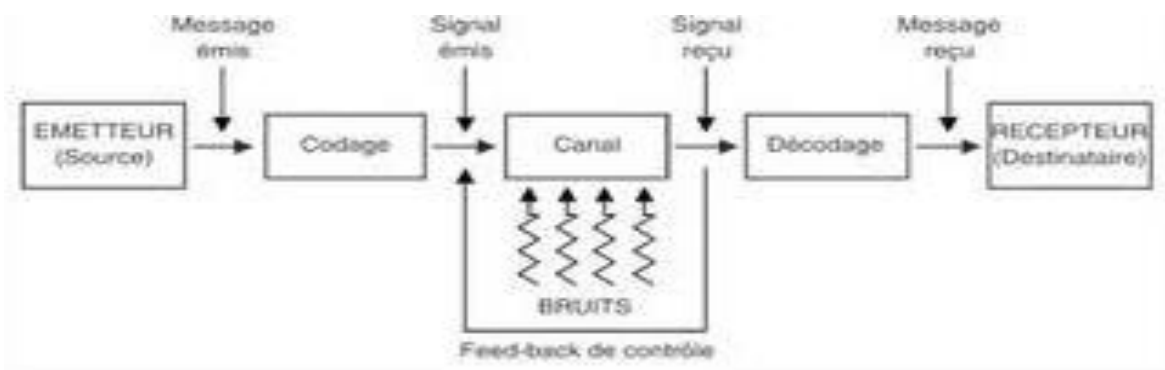 Message
émis
Signal
émis
Signal
reçu
Message
reçu
EMETTEUR
(Source)
Codage
Canal
Décodage
RECEPTEUR
(Destinataire)
BRUITS
Feed-back de contrôle